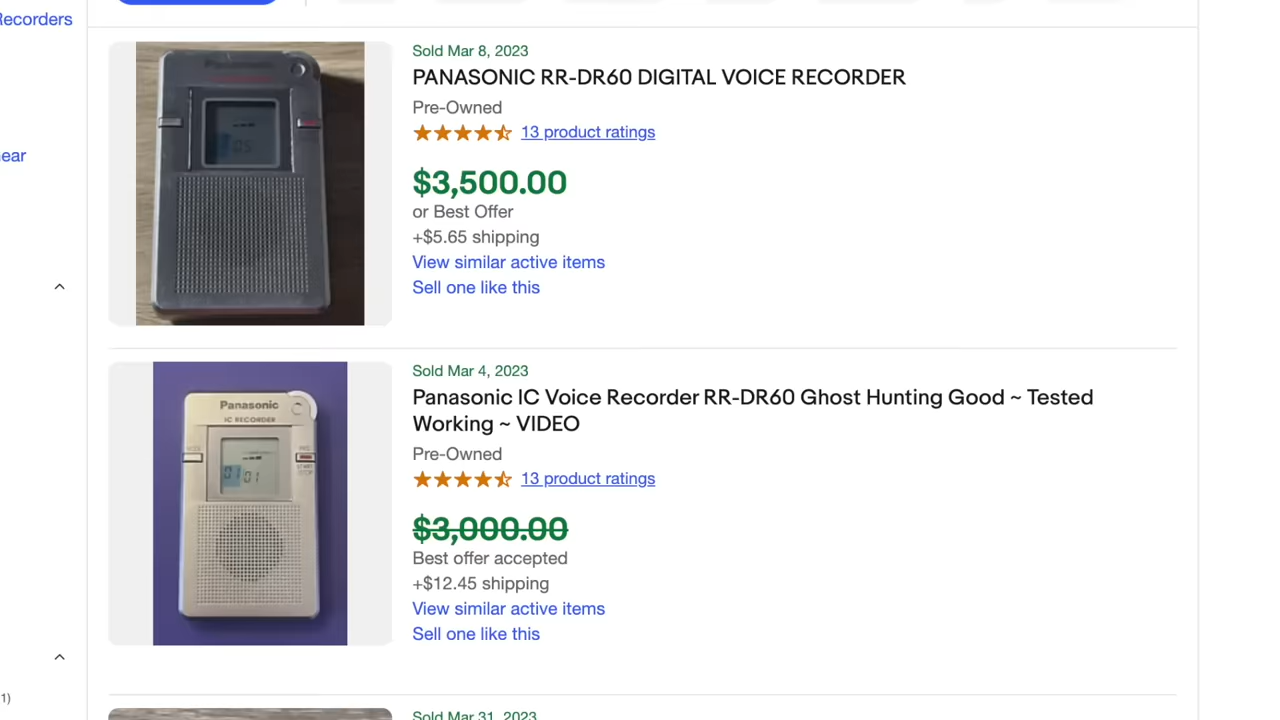 Recorders
ear
1)
Sold Mar 8, 2023
PANASONIC RR-DR60 DIGITAL VOICE RECORDER
Pre-Owned
13 product ratings
$3,500.00
or Best Offer
+$5.65 shipping
View similar active items
Sell one like this
Panasonic
IC RECORDER
Sold Mar 4, 2023
Panasonic IC Voice Recorder RR-DR60 Ghost Hunting Good ~ Tested
Working ~ VIDEO
Pre-Owned
13 product ratings
$3,000.00
Best offer accepted
+$12.45 shipping
View similar active items
Sell one like this
Sold Mar 31, 2023